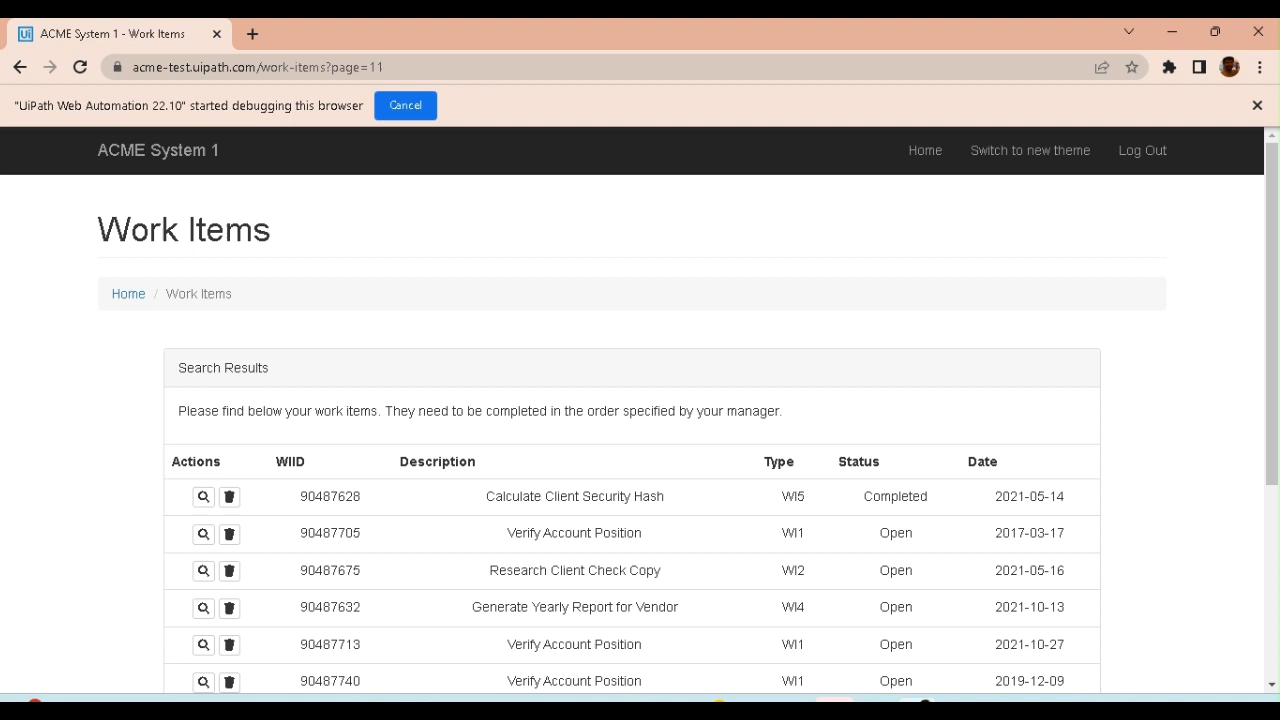 Ui ACME System 1 - Work Items
acme-test.uipath.com/work-items?page=11
"UiPath Web Automation 22.10" started debugging this browser Cancel
ACME System 1 Home Switch to new theme Log Out
Work Items
Home / Work Items
Search Results
Please find below your work items. They need to be completed in the order specified by your manager.
Actions WIID Description Type Status Date
90487628 Calculate Client Security Hash WI5 Completed 2021-05-14
90487705 Verify Account Position WI1 Open 2017-03-17
90487675 Research Client Check Copy WI2 Open 2021-05-16
90487632 Generate Yearly Report for Vendor WI4 Open 2021-10-13
90487713 Verify Account Position WI1 Open 2021-10-27
90487740 Verify Account Position WI1 Open 2019-12-09